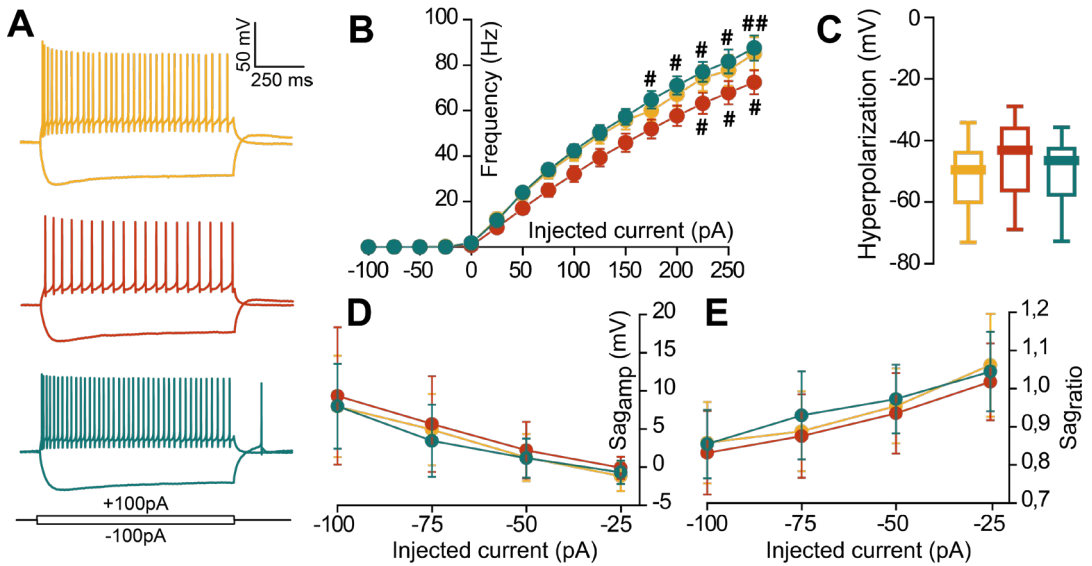 A
50 mV
250 ms
+100pA
-100pA
B
Frequency (Hz)
100
80
60
40
20
# # # # ##
# # #
Injected current (pA)
-100 -50 0 50 100 150 200 250
C
Hyperpolarization (mV)
0
-20
-40
-60
-80
D
Sagamp (mV)
20
15
10
5
0
-5
-100 -75 -50 -25
Injected current (pA)
E
Sagratio
1,2
1,1
1,0
0,9
0,8
0,7
-100 -75 -50 -25
Injected current (pA)